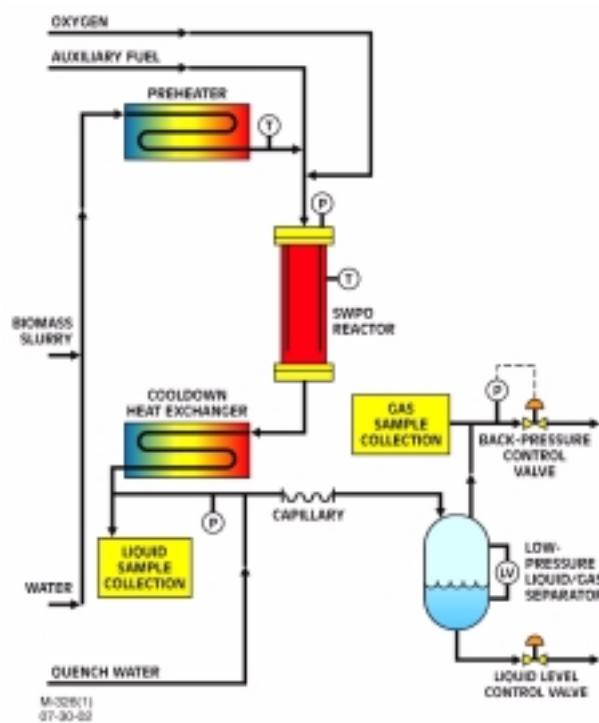 OXYGEN
AUXILIARY FUEL
PREHEATER
T
P
T
SWPO
REACTOR
BIOMASS
SLURRY
COOLDOWN
HEAT EXCHANGER
GAS
SAMPLE
COLLECTION
P
BACK-PRESSURE
CONTROL
VALVE
P
CAPILLARY
LIQUID
SAMPLE
COLLECTION
LOW-
PRESSURE
LIQUID/GAS
SEPARATOR
LV
WATER
QUENCH WATER
LIQUID LEVEL
CONTROL VALVE
M-326(1)
07-30-02